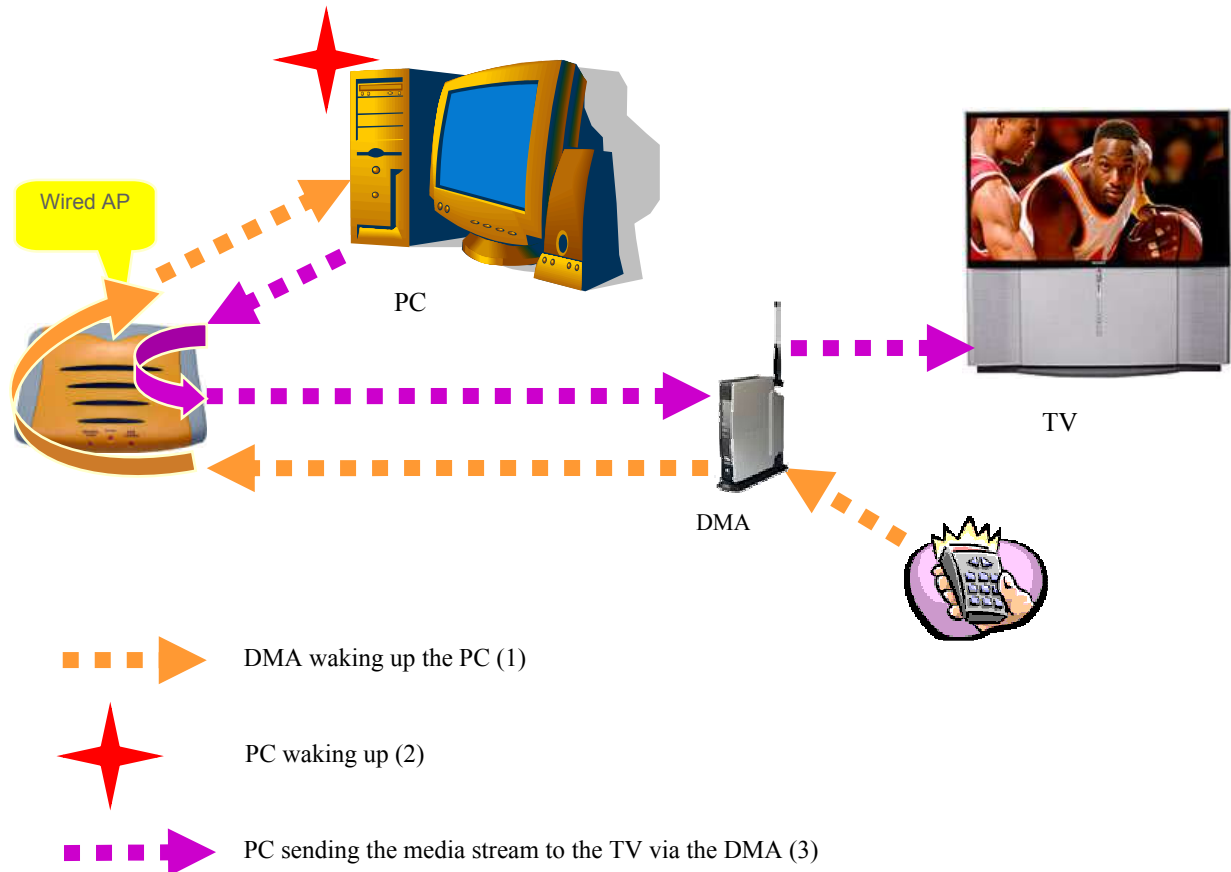 Wired AP
PC
TV
DMA
DMA waking up the PC (1)
PC waking up (2)
PC sending the media stream to the TV via the DMA (3)